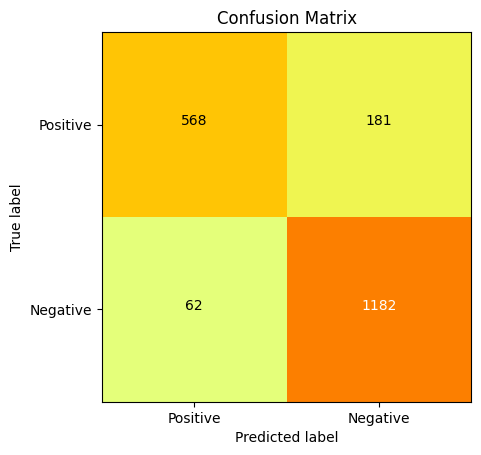 Confusion Matrix
True label
Positive
568 181
Negative
62 1182
Positive Negative
Predicted label